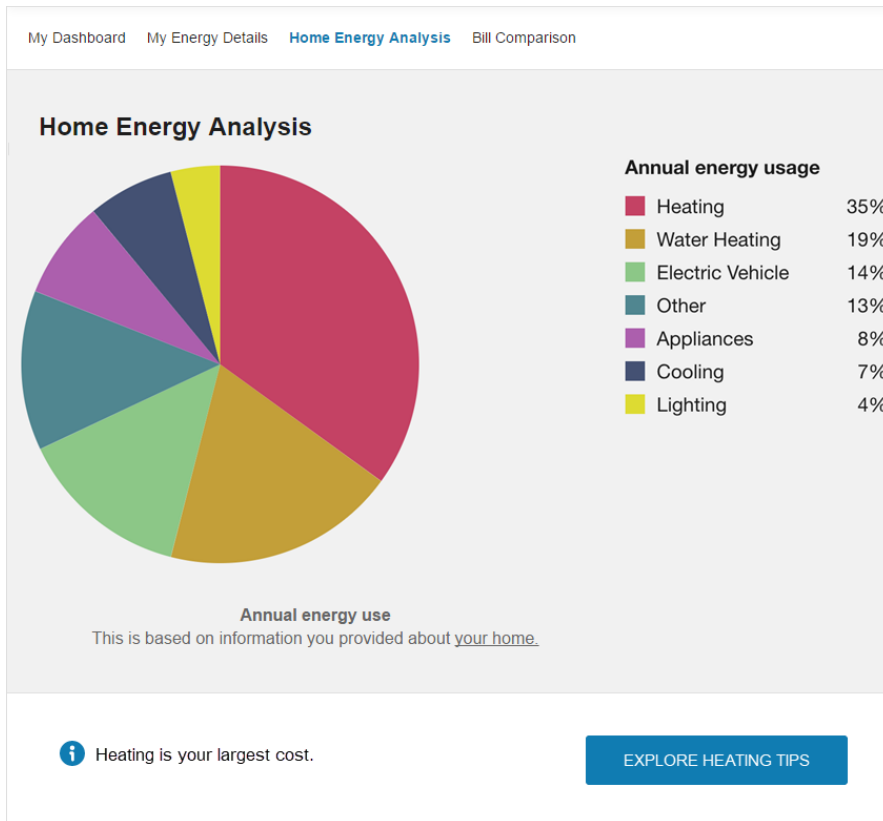 My Dashboard My Energy Details Home Energy Analysis Bill Comparison
Home Energy Analysis
Annual energy usage
Heating 35%
Water Heating 19%
Electric Vehicle 14%
Other 13%
Appliances 8%
Cooling 7%
Lighting 4%
Annual energy use
This is based on information you provided about your home.
Heating is your largest cost.
EXPLORE HEATING TIPS